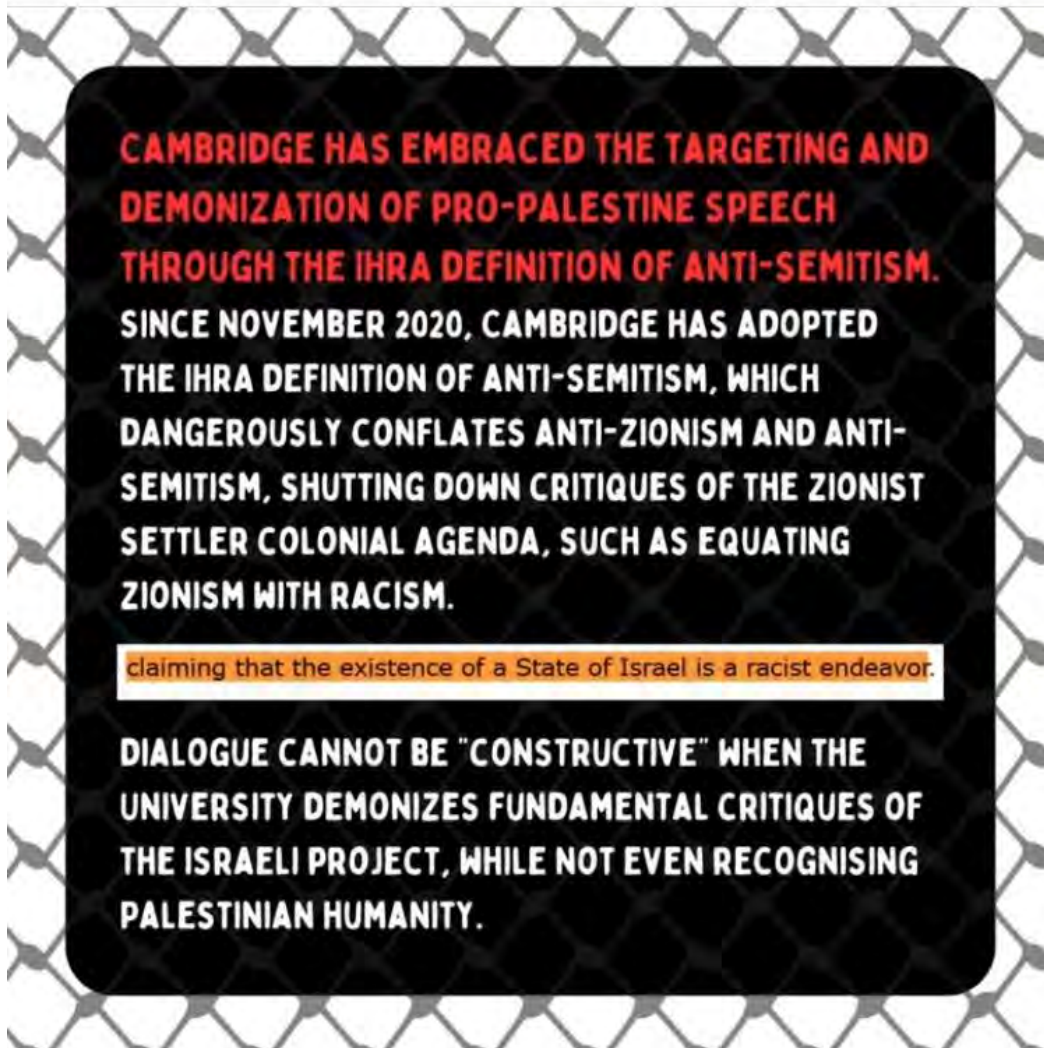 CAMBRIDGE HAS EMBRACED THE TARGETING AND
DEMONIZATION OF PRO-PALESTINE SPEECH
THROUGH THE IHRA DEFINITION OF ANTI-SEMITISM.
SINCE NOVEMBER 2020, CAMBRIDGE HAS ADOPTED
THE IHRA DEFINITION OF ANTI-SEMITISM, WHICH
DANGEROUSLY CONFLATES ANTI-ZIONISM AND ANTI-
SEMITISM, SHUTTING DOWN CRITIQUES OF THE ZIONIST
SETTLER COLONIAL AGENDA, SUCH AS EQUATING
ZIONISM WITH RACISM.
claiming that the existence of a State of Israel is a racist endeavor.
DIALOGUE CANNOT BE "CONSTRUCTIVE" WHEN THE
UNIVERSITY DEMONIZES FUNDAMENTAL CRITIQUES OF
THE ISRAELI PROJECT, WHILE NOT EVEN RECOGNISING
PALESTINIAN HUMANITY.